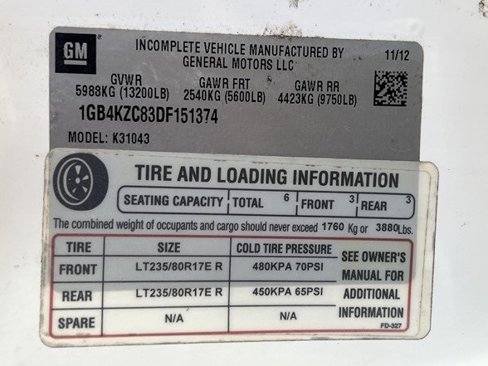 GM
INCOMPLETE VEHICLE MANUFACTURED BY
GENERAL MOTORS LLC
11/12
GVWR GAWR FRT GAWR RR
5988KG (13200LB) 2540KG (5600LB) 4423KG (9750LB)
1GB4KZC83DF151374
MODEL: K31043
TIRE AND LOADING INFORMATION
SEATING CAPACITY TOTAL 6 FRONT 3 REAR 3
The combined weight of occupants and cargo should never exceed 1760 Kg or 3880Lbs.
TIRE SIZE COLD TIRE PRESSURE
FRONT LT235/80R17E R 480KPA 70PSI
REAR LT235/80R17E R 450KPA 65PSI
SPARE N/A N/A
SEE OWNER'S
MANUAL FOR
ADDITIONAL
INFORMATION
FD-327